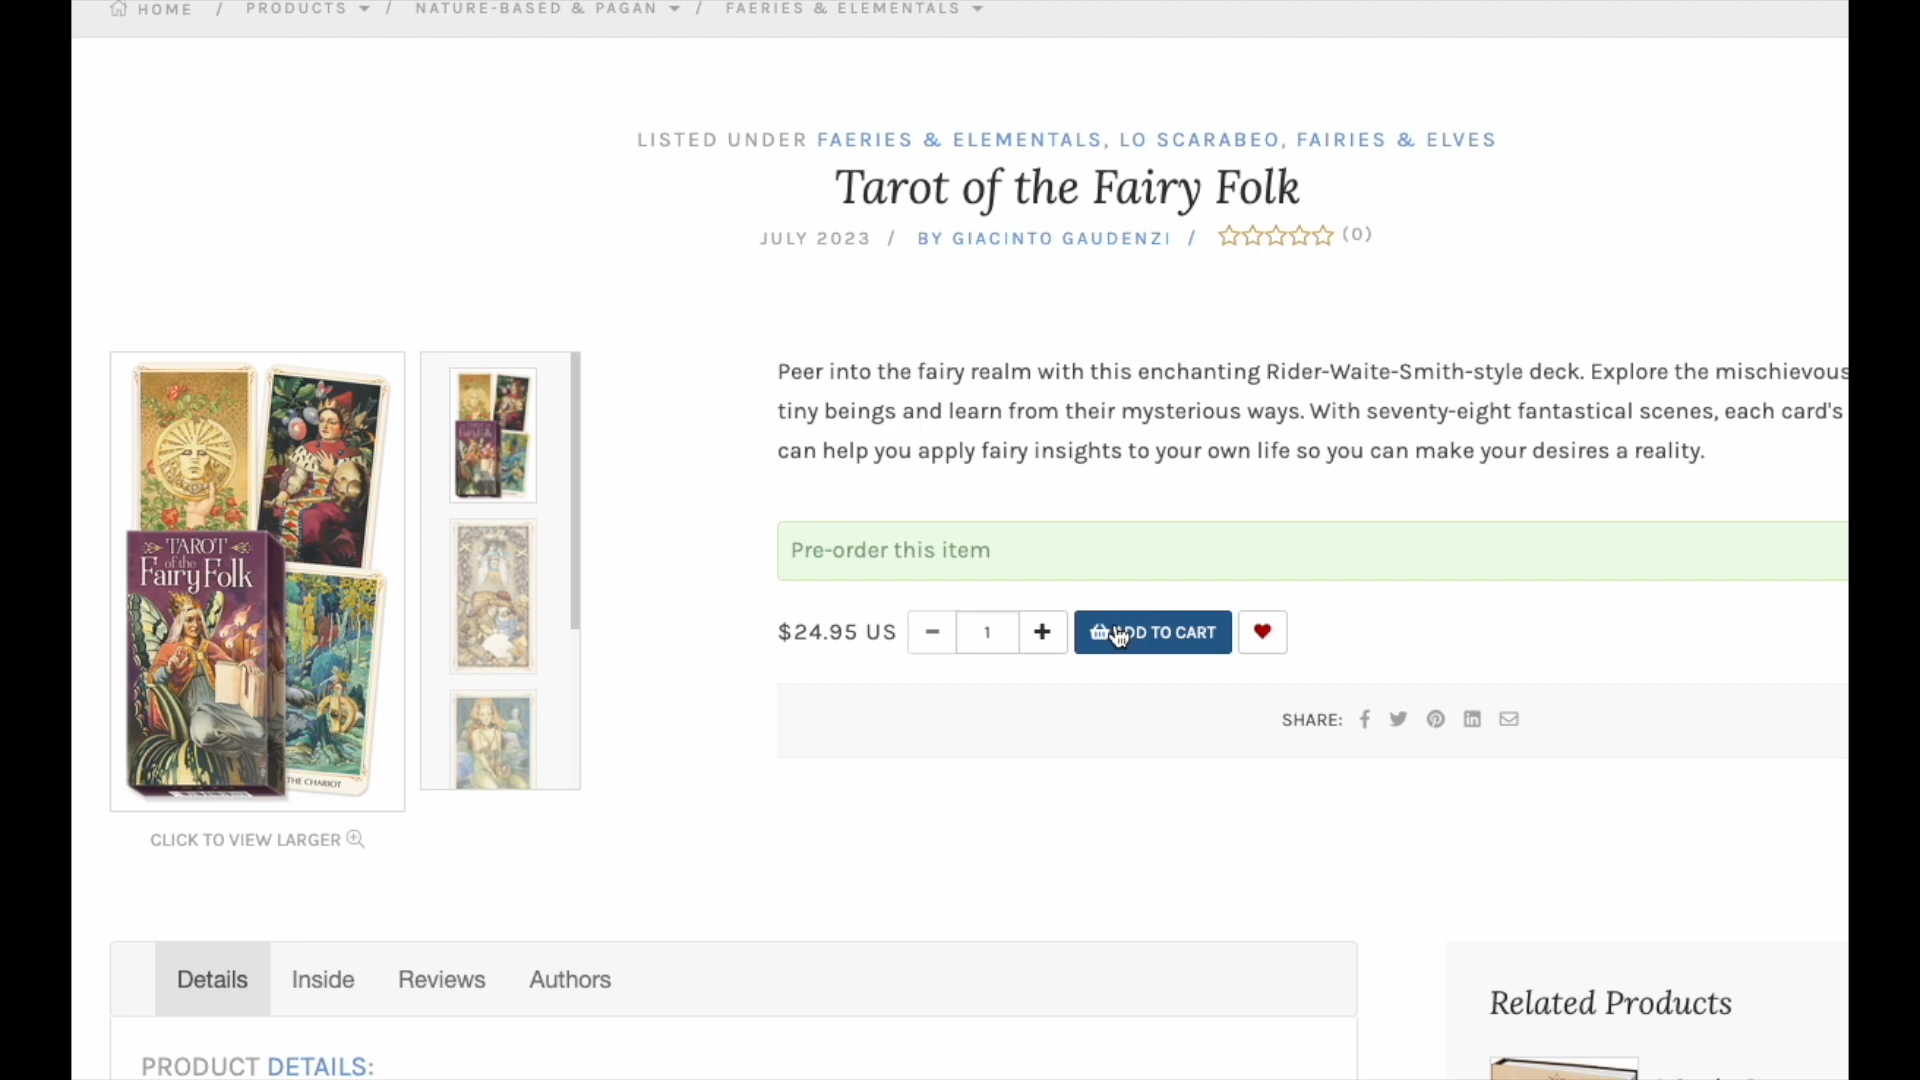 HOME / PRODUCTS / NATURE-BASED & PAGAN / FAERIES & ELEMENTALS
LISTED UNDER FAERIES & ELEMENTALS, LO SCARABEO, FAIRIES & ELVES
Tarot of the Fairy Folk
JULY 2023 / BY GIACINTO GAUDENZI / (0)
Peer into the fairy realm with this enchanting Rider-Waite-Smith-style deck. Explore the mischievous
tiny beings and learn from their mysterious ways. With seventy-eight fantastical scenes, each card's
can help you apply fairy insights to your own life so you can make your desires a reality.
TAROT
of the
Fairy Folk
THE CHARIOT
Pre-order this item
$24.95 US 1 ADD TO CART
SHARE:
CLICK TO VIEW LARGER
Details Inside Reviews Authors
Related Products
PRODUCT DETAILS: